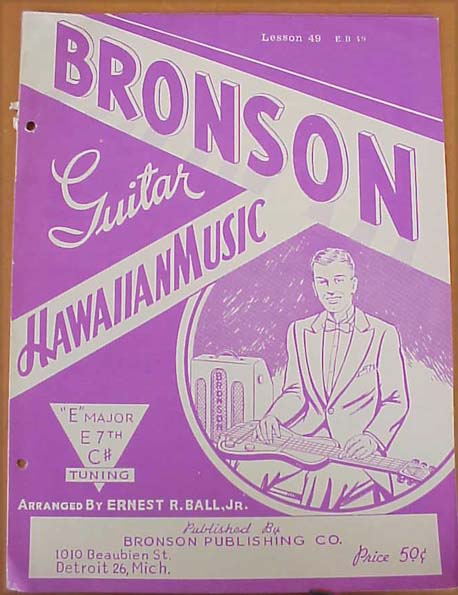 Lesson 49 E.B 49
BRONSON
Guitar
HAWAIIAN MUSIC
BRONSON
"E" MAJOR
E 7TH
C#
TUNING
ARRANGED BY ERNEST R. BALL, JR.
Published By
BRONSON PUBLISHING CO.
1010 Beaubien St.
Detroit 26, Mich.
Price 50¢